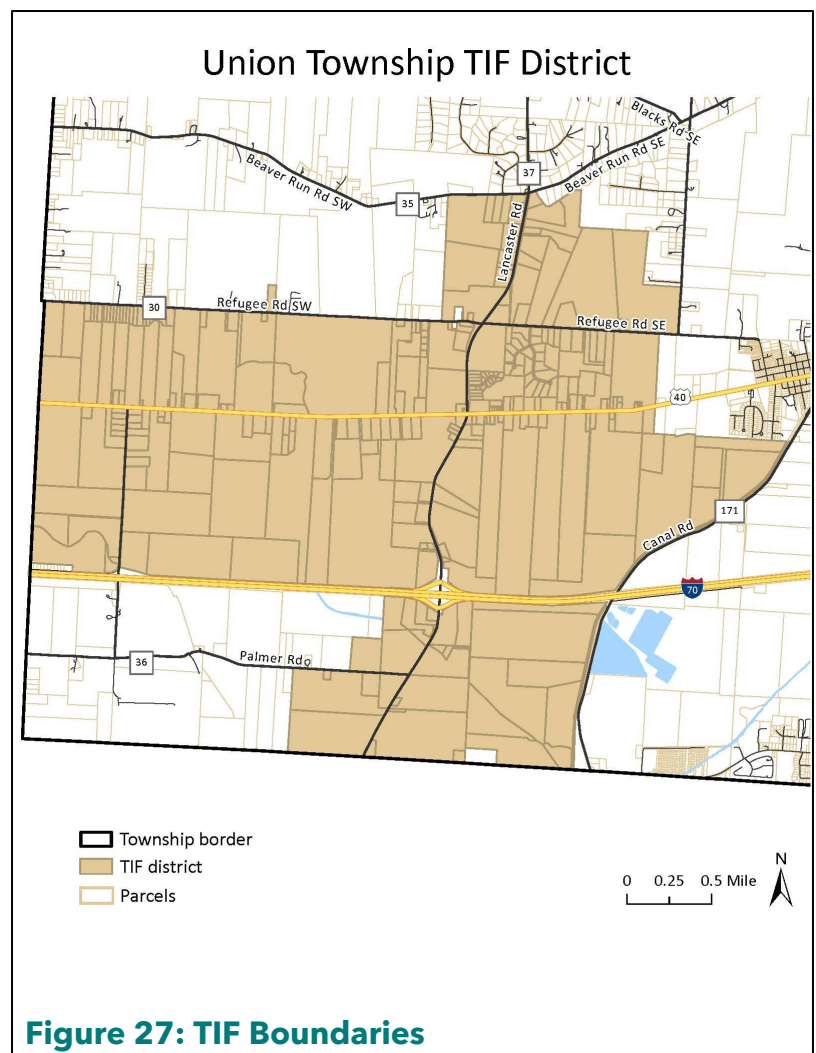 Union Township TIF District
Blacks Rd SE
Beaver Run Rd SE
37
Beaver Run Rd SW
35
Lancaster Rd
30
Refugee Rd SW
Refugee Rd SE
40
171
Canal Rd
70
36
Palmer Rd
Township border
TIF district
Parcels
0 0.25 0.5 Mile
N
Figure 27: TIF Boundaries